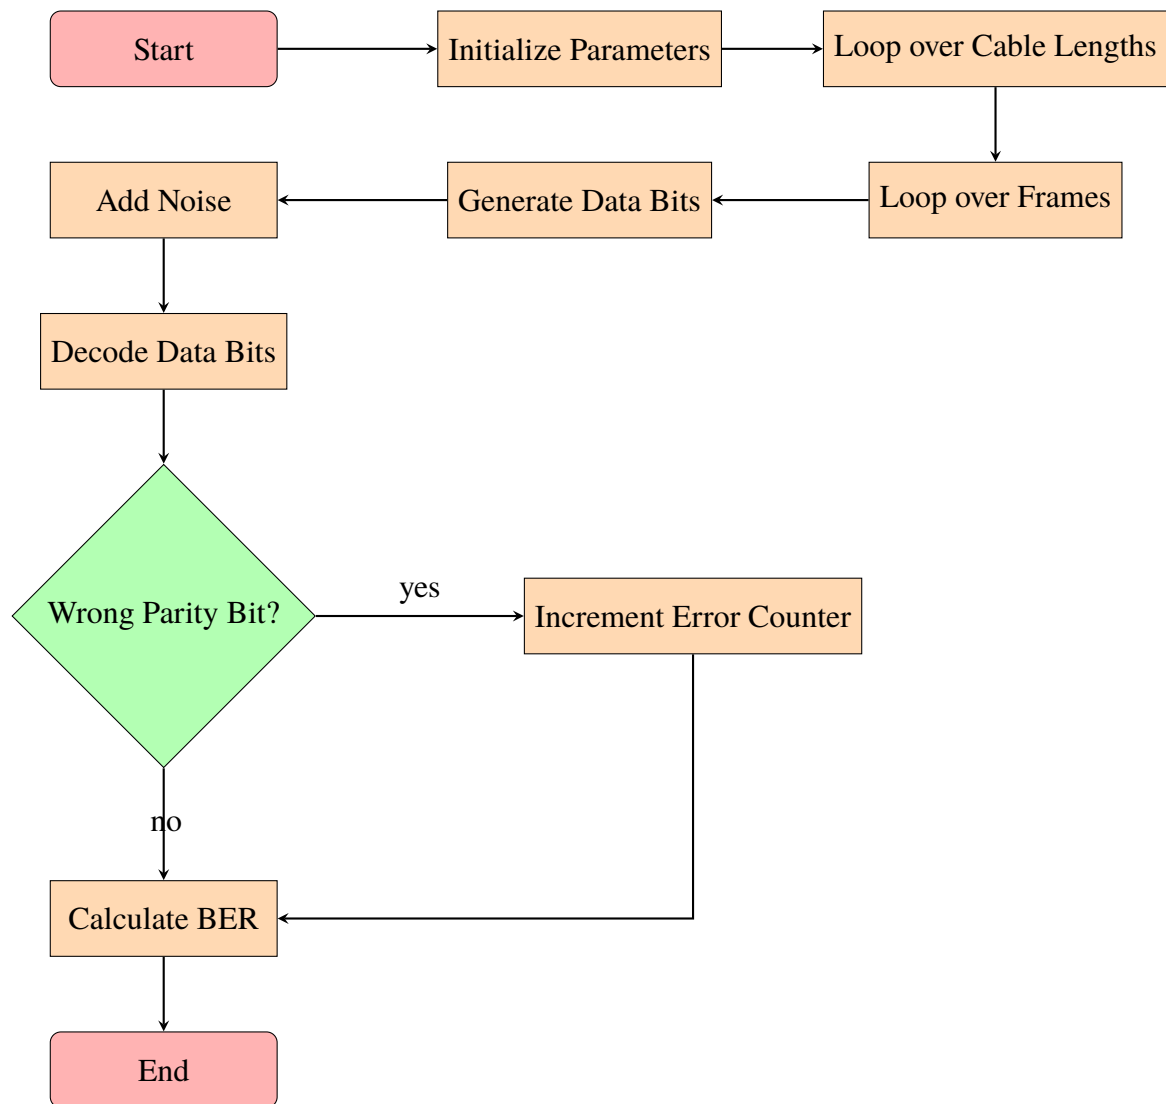 Start
Initialize Parameters
Loop over Cable Lengths
Loop over Frames
Generate Data Bits
Add Noise
Decode Data Bits
Wrong Parity Bit?
yes
Increment Error Counter
no
Calculate BER
End